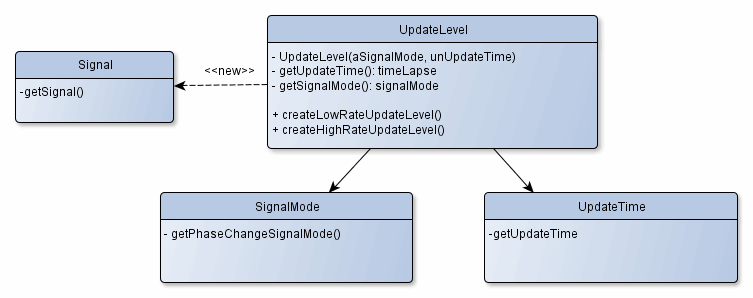 UpdateLevel
- UpdateLevel(aSignalMode, unUpdateTime)
- getUpdateTime(): timeLapse
- getSignalMode(): signalMode
+ createLowRateUpdateLevel()
+ createHighRateUpdateLevel()
Signal
-getSignal()
<<new>>
SignalMode
- getPhaseChangeSignalMode()
UpdateTime
-getUpdateTime